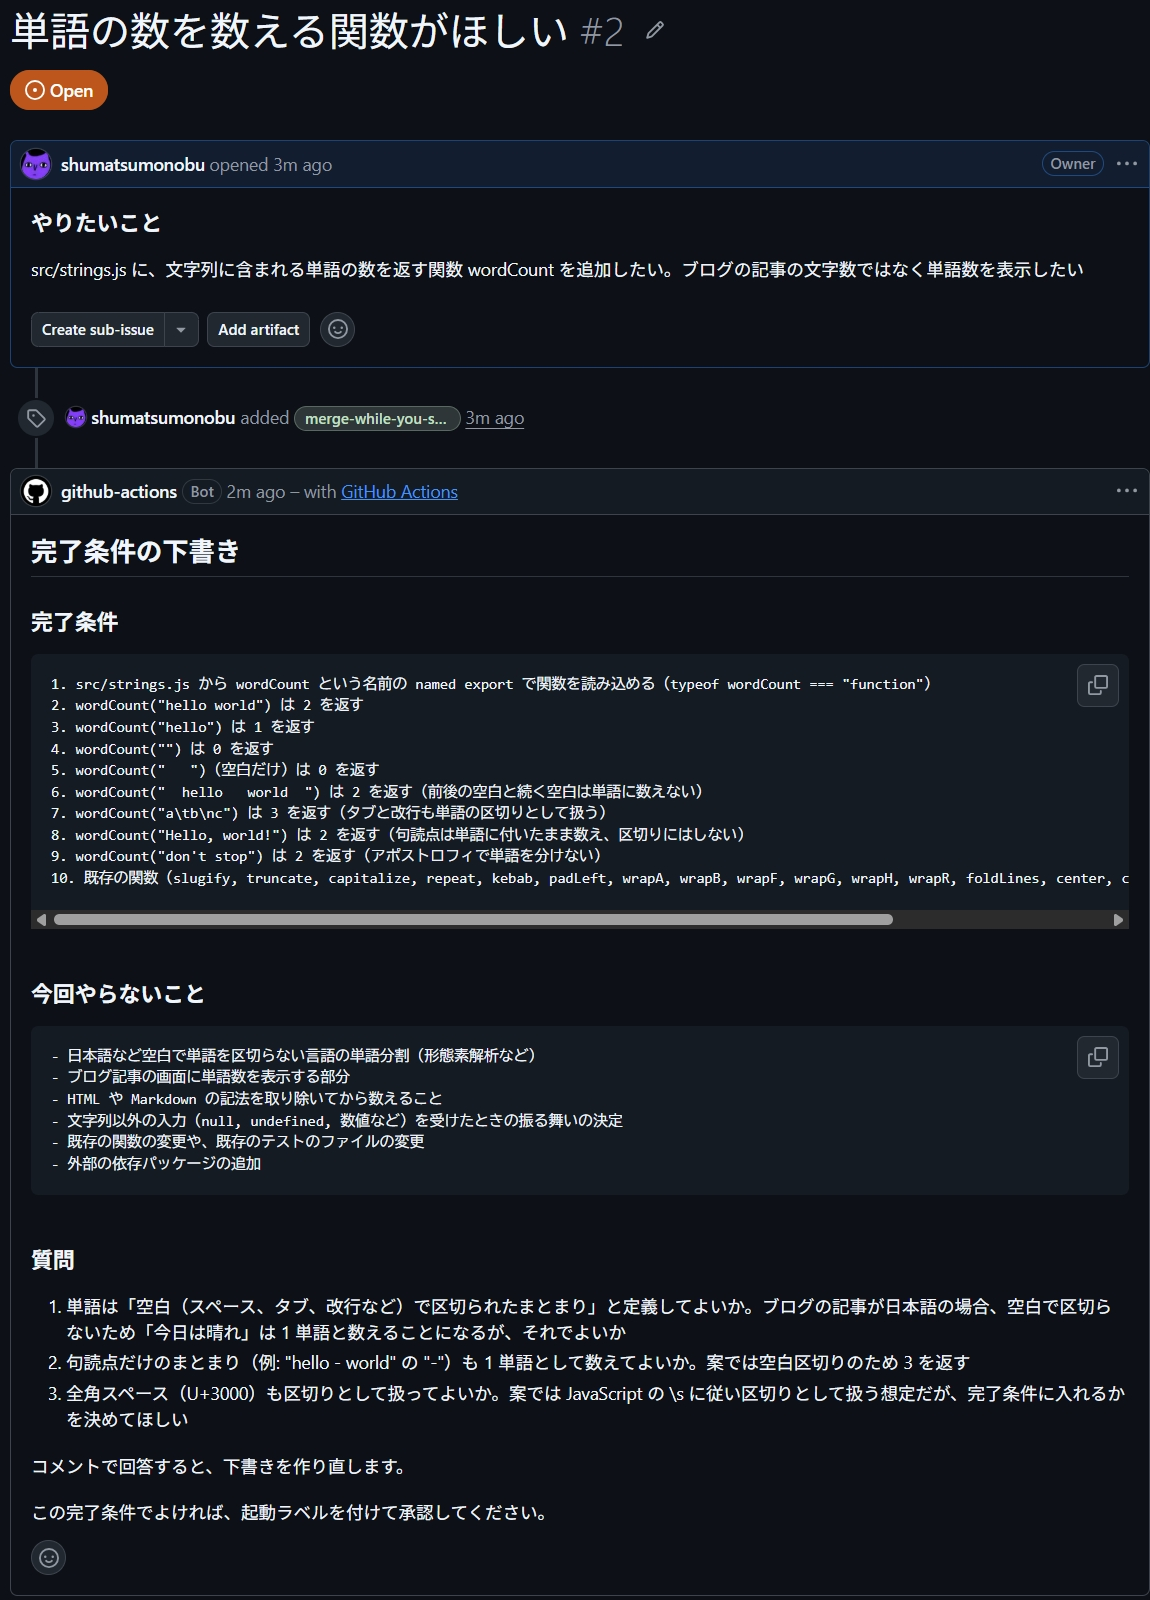 単語の数を数える関数がほしい #2
Open
shumatsumonobu opened 3m ago
Owner
やりたいこと
src/strings.js に、文字列に含まれる単語の数を返す関数 wordCount を追加したい。ブログの記事の文字数ではなく単語数を表示したい
Create sub-issue
Add artifact
shumatsumonobu added merge-while-you-s... 3m ago
github-actions Bot 2m ago – with GitHub Actions
完了条件の下書き
完了条件
1. src/strings.js から wordCount という名前の named export で関数を読み込める（typeof wordCount === "function"）
2. wordCount("hello world") は 2 を返す
3. wordCount("hello") は 1 を返す
4. wordCount("") は 0 を返す
5. wordCount("   ")（空白だけ）は 0 を返す
6. wordCount("  hello   world  ") は 2 を返す（前後の空白と続く空白は単語に数えない）
7. wordCount("a\tb\nc") は 3 を返す（タブと改行も単語の区切りとして扱う）
8. wordCount("Hello, world!") は 2 を返す（句読点は単語に付いたまま数え、区切りにはしない）
9. wordCount("don't stop") は 2 を返す（アポストロフィで単語を分けない）
10. 既存の関数（slugify, truncate, capitalize, repeat, kebab, padLeft, wrapA, wrapB, wrapF, wrapG, wrapH, wrapR, foldLines, center, c
今回やらないこと
- 日本語など空白で単語を区切らない言語の単語分割（形態素解析など）
- ブログ記事の画面に単語数を表示する部分
- HTML や Markdown の記法を取り除いてから数えること
- 文字列以外の入力（null, undefined, 数値など）を受けたときの振る舞いの決定
- 既存の関数の変更や、既存のテストのファイルの変更
- 外部の依存パッケージの追加
質問
1. 単語は「空白（スペース、タブ、改行など）で区切られたまとまり」と定義してよいか。ブログの記事が日本語の場合、空白で区切ら
ないため「今日は晴れ」は 1 単語と数えることになるが、それでよいか
2. 句読点だけのまとまり（例: "hello - world" の "-"）も 1 単語として数えてよいか。案では空白区切りのため 3 を返す
3. 全角スペース（U+3000）も区切りとして扱ってよいか。案では JavaScript の \s に従い区切りとして扱う想定だが、完了条件に入れるか
を決めてほしい
コメントで回答すると、下書きを作り直します。
この完了条件でよければ、起動ラベルを付けて承認してください。